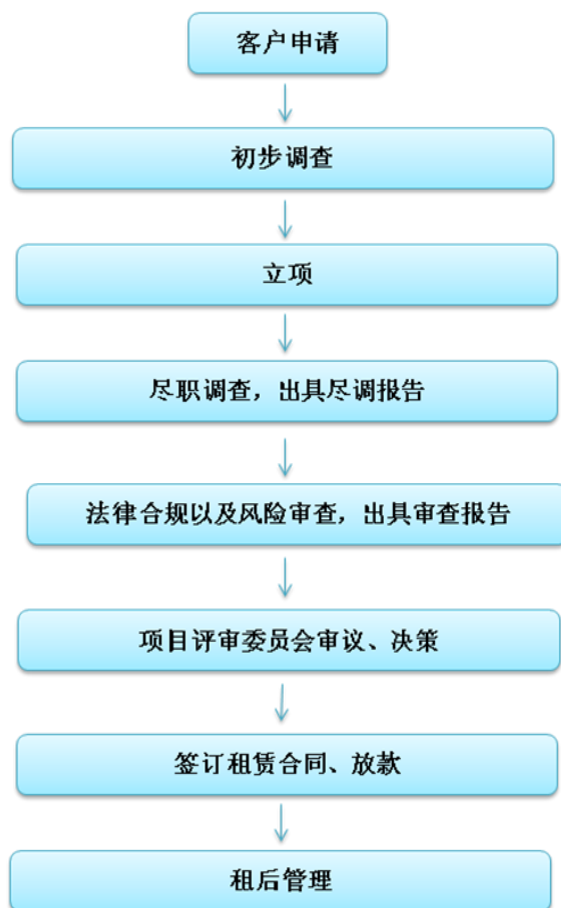 客户申请
初步调查
立项
尽职调查，出具尽调报告
法律合规以及风险审查，出具审查报告
项目评审委员会审议、决策
签订租赁合同、放款
租后管理